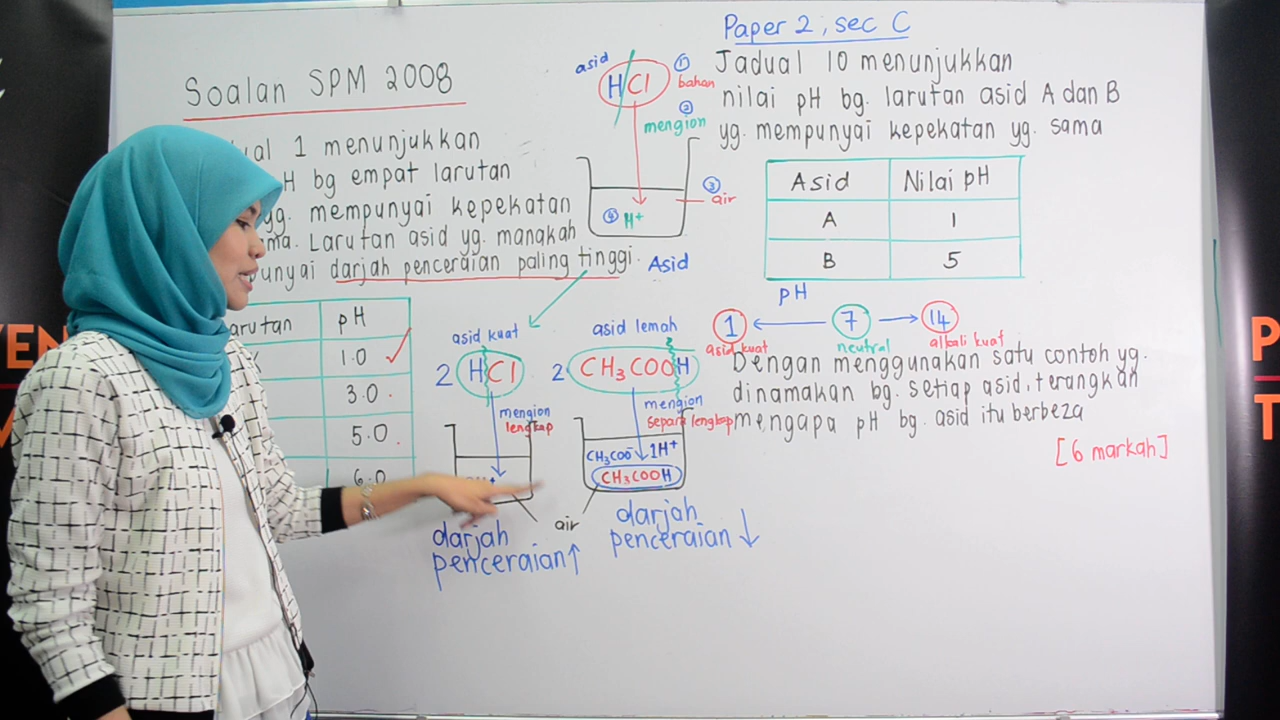 Soalan SPM 2008
1 menunjukkan
H bg empat larutan
yg. mempunyai kepekatan
Larutan asid yg. manakah
darjah penceraian paling tinggi.
pH
1.0
3.0
5.0
6.0
asid
HCl
① bahan
② mengion
③ air
④ H+
Asid
asid kuat
2 HCl
mengion
lengkap
darjah
penceraian ↑
asid lemah
2 CH3COOH
mengion
separa lengkap
CH3COO- 1H+
CH3COOH
air
darjah
penceraian ↓
Paper 2, sec C
Jadual 10 menunjukkan
nilai pH bg. larutan asid A dan B
yg. mempunyai kepekatan yg. sama
Asid Nilai pH
A 1
B 5
pH
1 ← 7 → 14
asid kuat neutral alkali kuat
Dengan menggunakan satu contoh yg.
dinamakan bg. setiap asid, terangkan
mengapa pH bg. asid itu berbeza
[6 markah]